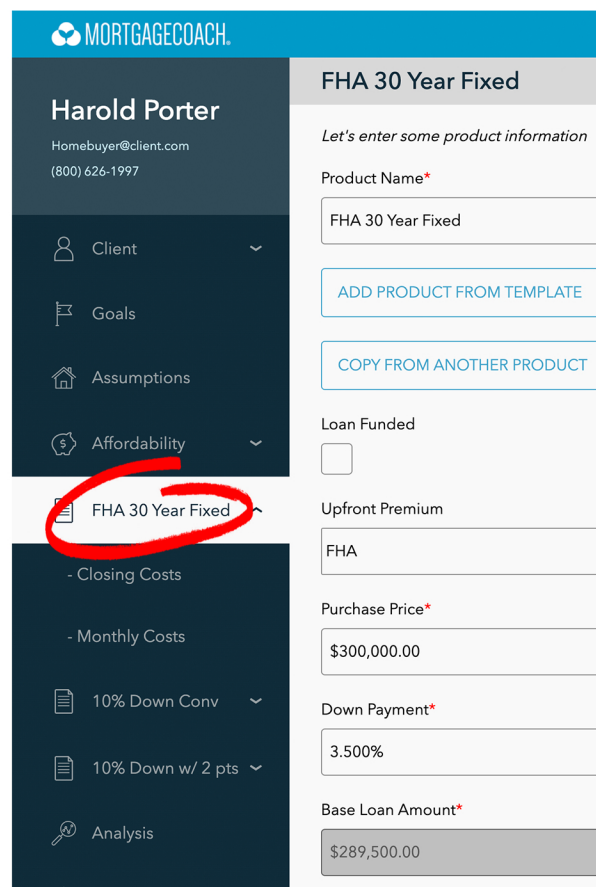 MORTGAGECOACH.
Harold Porter
Homebuyer@client.com
(800) 626-1997
Client
Goals
Assumptions
Affordability
FHA 30 Year Fixed
- Closing Costs
- Monthly Costs
10% Down Conv
10% Down w/ 2 pts
Analysis
FHA 30 Year Fixed
Let's enter some product information
Product Name*
FHA 30 Year Fixed
ADD PRODUCT FROM TEMPLATE
COPY FROM ANOTHER PRODUCT
Loan Funded
Upfront Premium
FHA
Purchase Price*
$300,000.00
Down Payment*
3.500%
Base Loan Amount*
$289,500.00